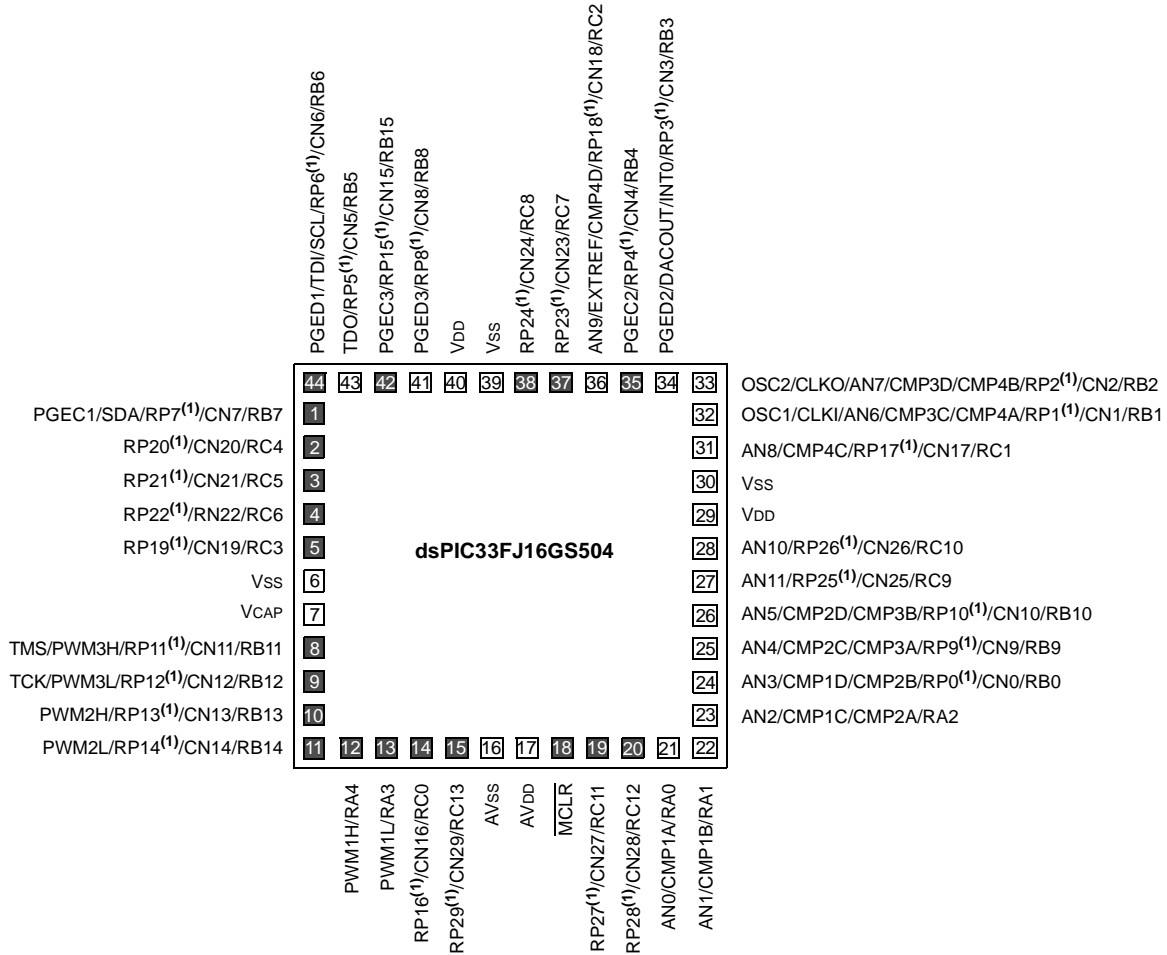 PGED1/TDI/SCL/RP6(1)/CN6/RB6
TDO/RP5(1)/CN5/RB5
PGEC3/RP15(1)/CN15/RB15
PGED3/RP8(1)/CN8/RB8
VDD
VSS
RP24(1)/CN24/RC8
RP23(1)/CN23/RC7
AN9/EXTREF/CMP4D/RP18(1)/CN18/RC2
PGEC2/RP4(1)/CN4/RB4
PGED2/DACOUT/INT0/RP3(1)/CN3/RB3
44 43 42 41 40 39 38 37 36 35 34 33 OSC2/CLKO/AN7/CMP3D/CMP4B/RP2(1)/CN2/RB2
PGEC1/SDA/RP7(1)/CN7/RB7 1 32 OSC1/CLKI/AN6/CMP3C/CMP4A/RP1(1)/CN1/RB1
RP20(1)/CN20/RC4 2 31 AN8/CMP4C/RP17(1)/CN17/RC1
RP21(1)/CN21/RC5 3 30 VSS
RP22(1)/RN22/RC6 4 29 VDD
RP19(1)/CN19/RC3 5 dsPIC33FJ16GS504 28 AN10/RP26(1)/CN26/RC10
VSS 6 27 AN11/RP25(1)/CN25/RC9
VCAP 7 26 AN5/CMP2D/CMP3B/RP10(1)/CN10/RB10
TMS/PWM3H/RP11(1)/CN11/RB11 8 25 AN4/CMP2C/CMP3A/RP9(1)/CN9/RB9
TCK/PWM3L/RP12(1)/CN12/RB12 9 24 AN3/CMP1D/CMP2B/RP0(1)/CN0/RB0
PWM2H/RP13(1)/CN13/RB13 10 23 AN2/CMP1C/CMP2A/RA2
PWM2L/RP14(1)/CN14/RB14 11 12 13 14 15 16 17 18 19 20 21 22
PWM1H/RA4
PWM1L/RA3
RP16(1)/CN16/RC0
RP29(1)/CN29/RC13
AVSS
AVDD
MCLR
RP27(1)/CN27/RC11
RP28(1)/CN28/RC12
AN0/CMP1A/RA0
AN1/CMP1B/RA1